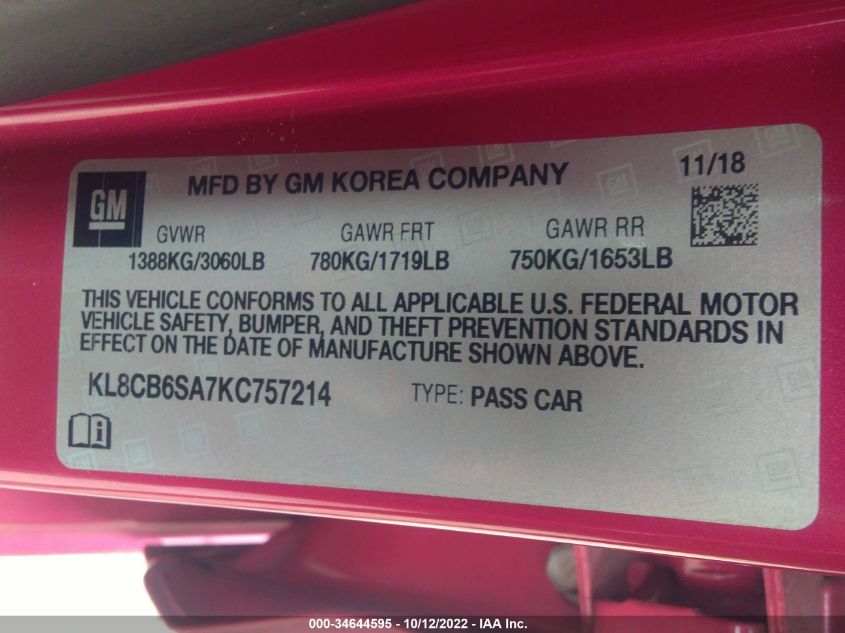 GM
MFD BY GM KOREA COMPANY
11/18
GVWR
GAWR FRT
GAWR RR
1388KG/3060LB
780KG/1719LB
750KG/1653LB
THIS VEHICLE CONFORMS TO ALL APPLICABLE U.S. FEDERAL MOTOR
VEHICLE SAFETY, BUMPER, AND THEFT PREVENTION STANDARDS IN
EFFECT ON THE DATE OF MANUFACTURE SHOWN ABOVE.
KL8CB6SA7KC757214
TYPE: PASS CAR
000-34644595 - 10/12/2022 - IAA Inc.